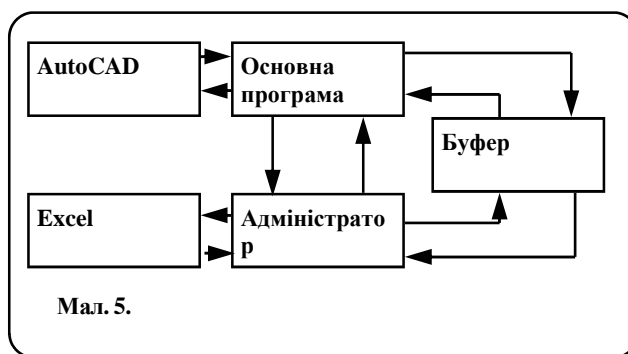 AutoCAD
Основна
програма
Буфер
Excel
Адміністрато
р
Мал. 5.